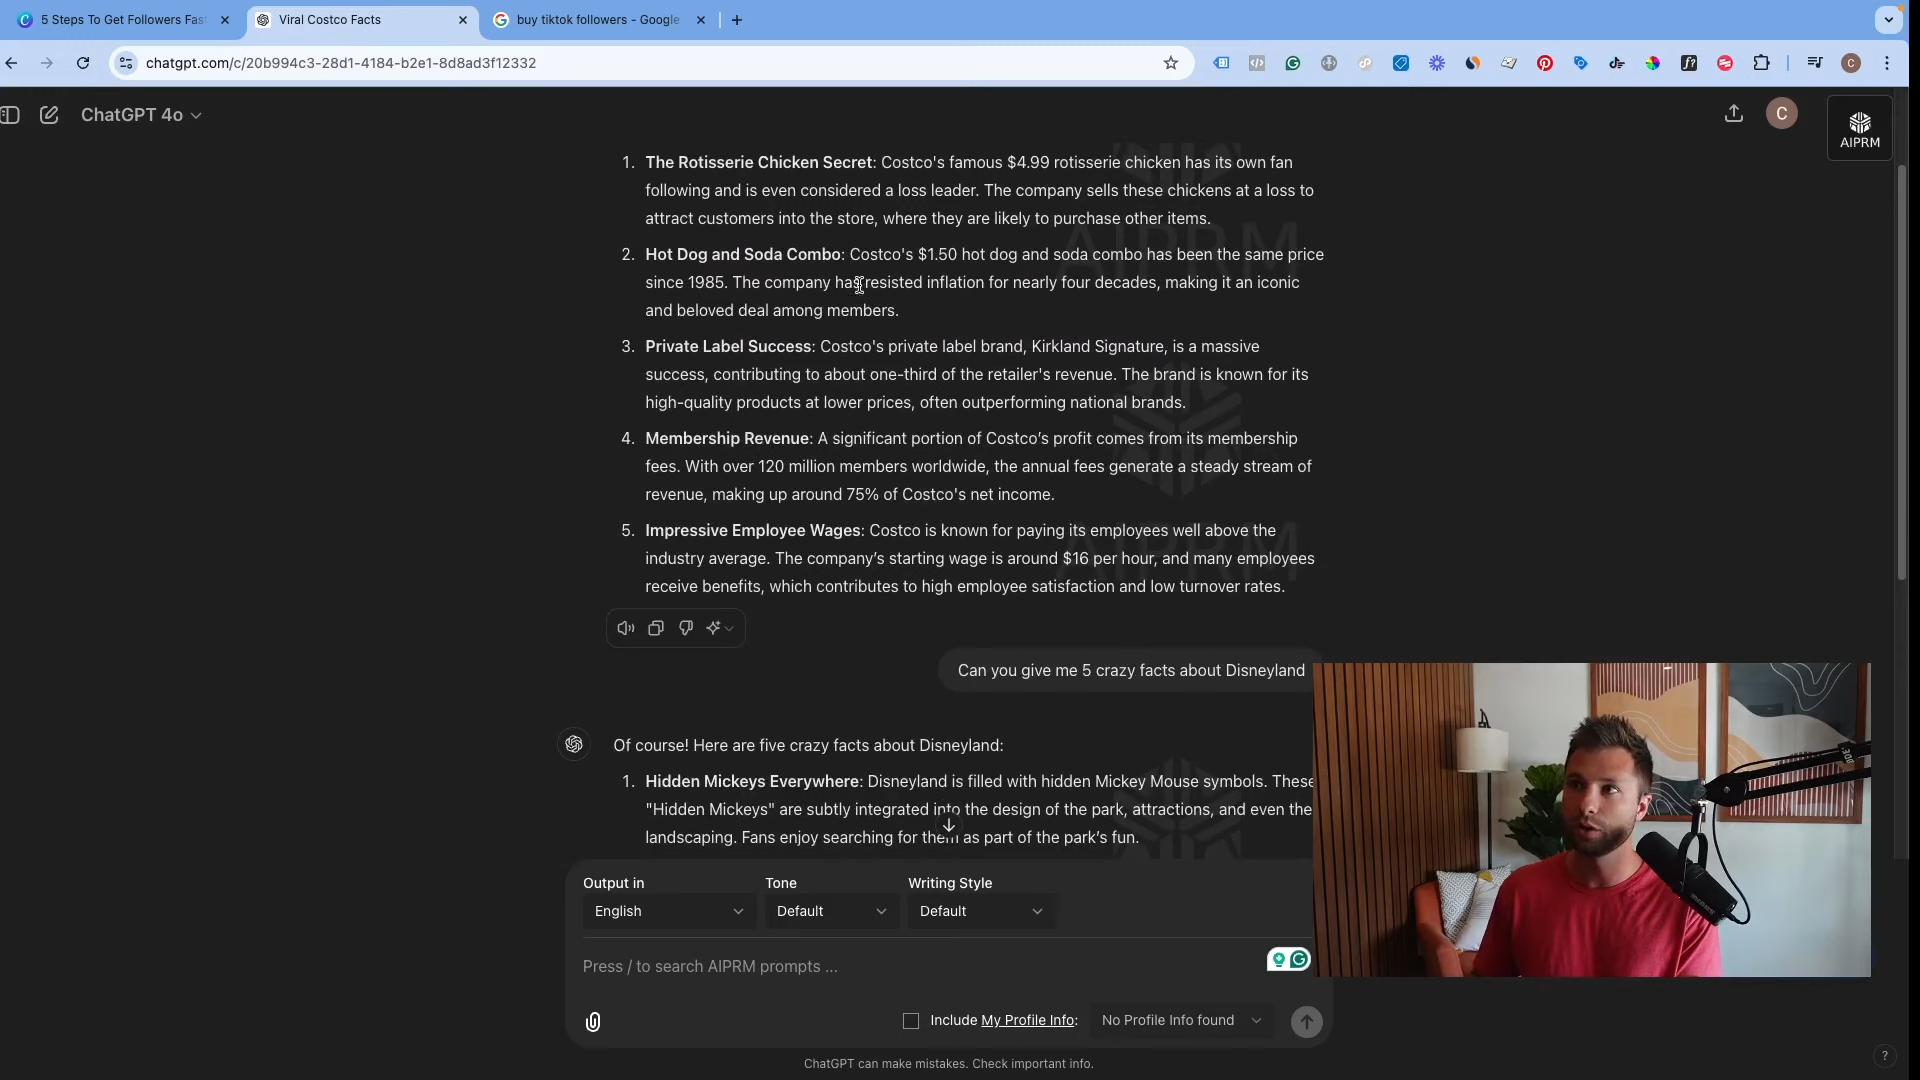 5 Steps To Get Followers Fas
Viral Costco Facts
buy tiktok followers - Google
chatgpt.com/c/20b994c3-28d1-4184-b2e1-8d8ad3f12332
C
ChatGPT 4o
C
AIPRM
1. The Rotisserie Chicken Secret: Costco's famous $4.99 rotisserie chicken has its own fan
following and is even considered a loss leader. The company sells these chickens at a loss to
attract customers into the store, where they are likely to purchase other items.
AIPRM
2. Hot Dog and Soda Combo: Costco's $1.50 hot dog and soda combo has been the same price
since 1985. The company has resisted inflation for nearly four decades, making it an iconic
and beloved deal among members.
3. Private Label Success: Costco's private label brand, Kirkland Signature, is a massive
success, contributing to about one-third of the retailer's revenue. The brand is known for its
high-quality products at lower prices, often outperforming national brands.
4. Membership Revenue: A significant portion of Costco’s profit comes from its membership
fees. With over 120 million members worldwide, the annual fees generate a steady stream of
revenue, making up around 75% of Costco's net income.
5. Impressive Employee Wages: Costco is known for paying its employees well above the
industry average. The company’s starting wage is around $16 per hour, and many employees
receive benefits, which contributes to high employee satisfaction and low turnover rates.
AIPRM
Can you give me 5 crazy facts about Disneyland
Of course! Here are five crazy facts about Disneyland:
1. Hidden Mickeys Everywhere: Disneyland is filled with hidden Mickey Mouse symbols. These
"Hidden Mickeys" are subtly integrated into the design of the park, attractions, and even the
landscaping. Fans enjoy searching for them as part of the park’s fun.
Output in
Tone
Writing Style
English
Default
Default
Press / to search AIPRM prompts ...
Include My Profile Info:
No Profile Info found
ChatGPT can make mistakes. Check important info.
?